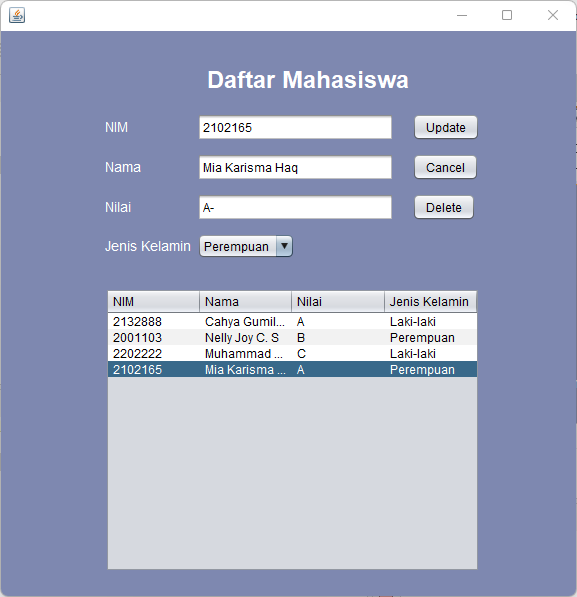 Daftar Mahasiswa
NIM 2102165 Update
Nama Mia Karisma Haq Cancel
Nilai A- Delete
Jenis Kelamin Perempuan
NIM Nama Nilai Jenis Kelamin
2132888 Cahya Gumil... A Laki-laki
2001103 Nelly Joy C. S B Perempuan
2202222 Muhammad ... C Laki-laki
2102165 Mia Karisma ... A Perempuan